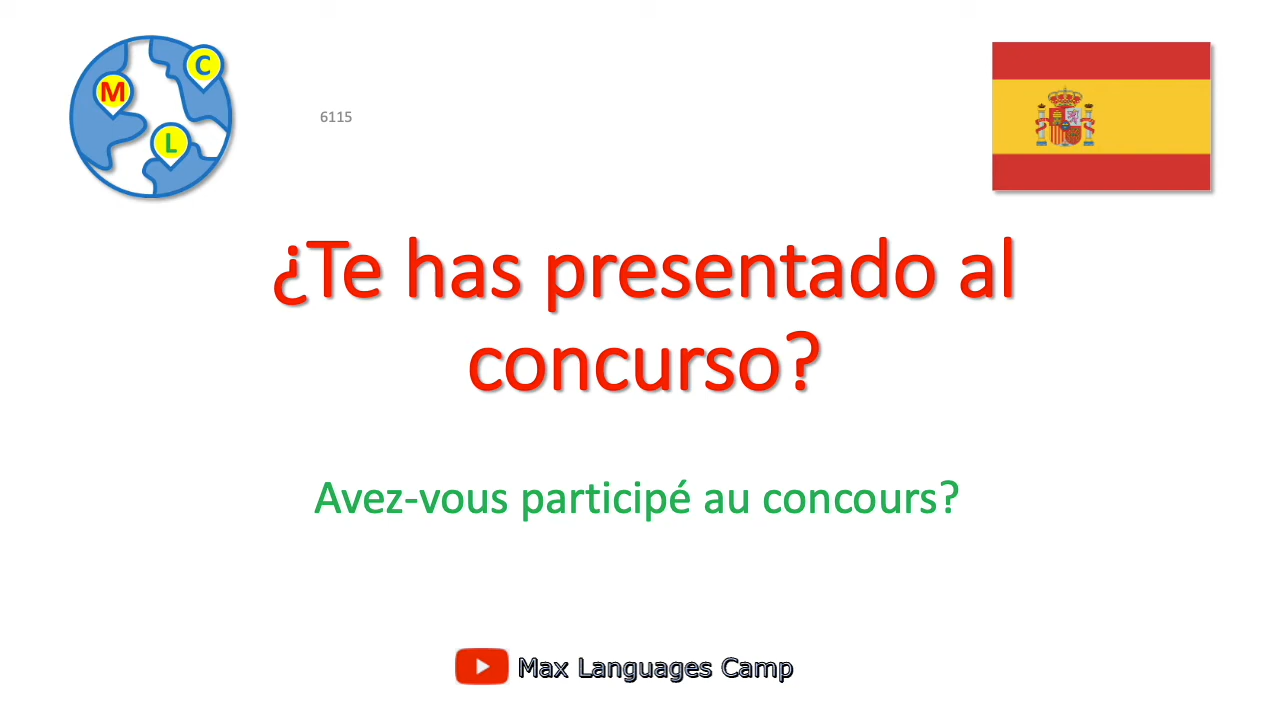 M
C
L
6115
¿Te has presentado al
concurso?
Avez-vous participé au concours?
Max Languages Camp